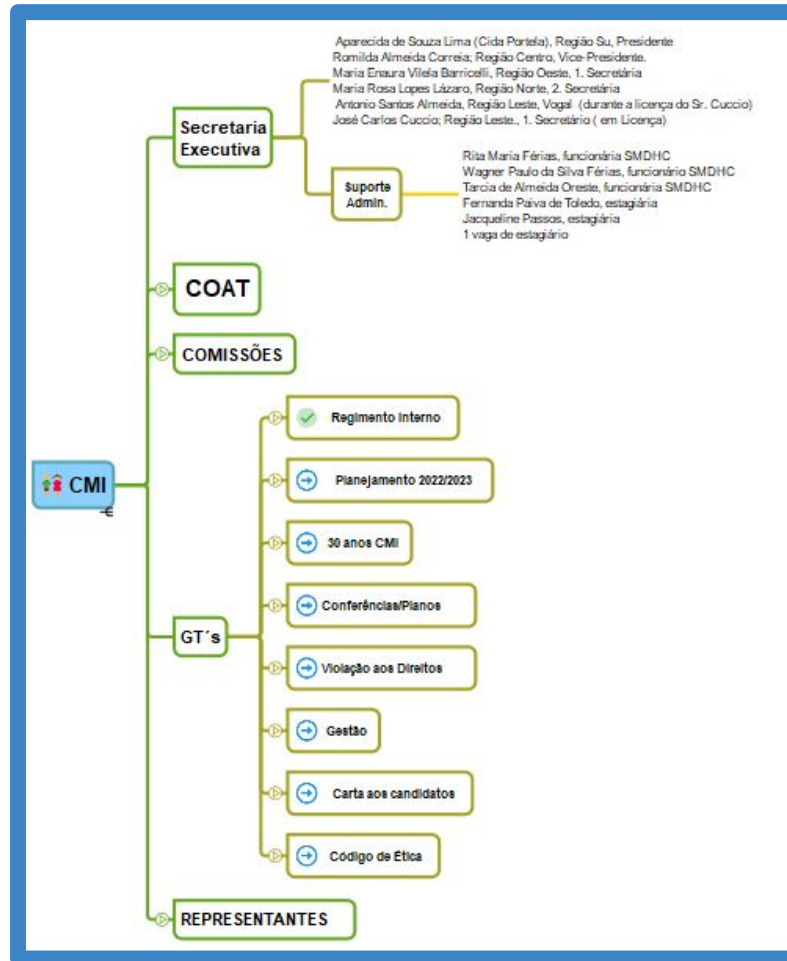 Aparecida de Souza Lima (Cida Portela), Região Su, Presidente
Romilda Almeida Correia; Região Centro, Vice-Presidente.
Maria Enaura Vilela Barricelli, Região Oeste, 1. Secretária
Maria Rosa Lopes Lázaro, Região Norte, 2. Secretária
Antonio Santos Almeida, Região Leste, Vogal (durante a licença do Sr. Cuccio)
José Carlos Cuccio; Região Leste., 1. Secretário ( em Licença)
Secretaria
Executiva
Rita Maria Férias, funcionária SMDHC
Wagner Paulo da Silva Férias, funcionário SMDHC
Tarcia de Almeida Oreste, funcionária SMDHC
Fernanda Paiva de Toledo, estagiária
Jacqueline Passos, estagiária
1 vaga de estagiário
Suporte
Admin.
COAT
COMISSÕES
CMI
GT´s
Regimento Interno
Planejamento 2022/2023
30 anos CMI
Conferências/Planos
Violação aos Direitos
Gestão
Carta aos candidatos
Código de Ética
REPRESENTANTES